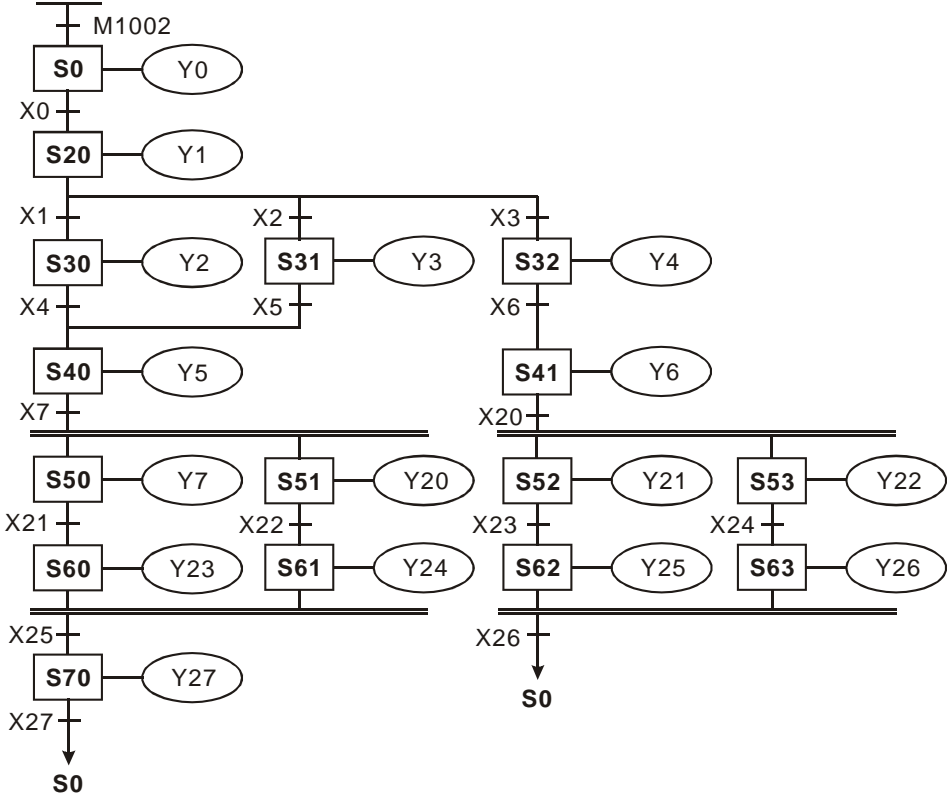 M1002
S0 Y0
X0
S20 Y1
X1 X2 X3
S30 Y2 S31 Y3 S32 Y4
X4 X5 X6
S40 Y5 S41 Y6
X7 X20
S50 Y7 S51 Y20 S52 Y21 S53 Y22
X21 X22 X23 X24
S60 Y23 S61 Y24 S62 Y25 S63 Y26
X25 X26
S70 Y27 S0
X27
S0